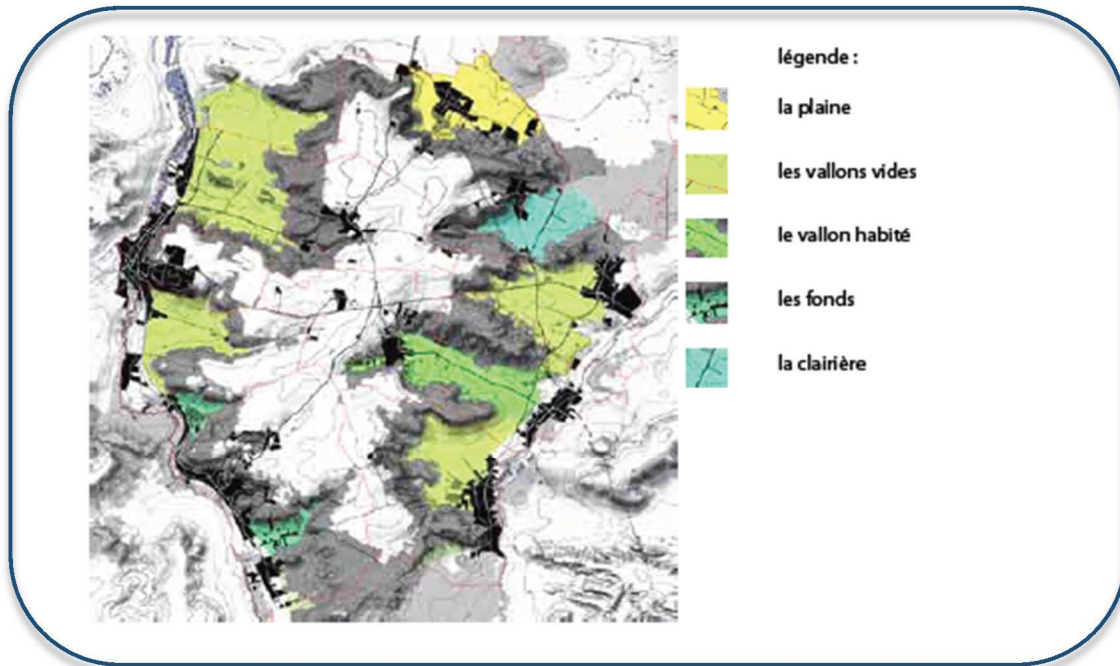 légende :
la plaine
les vallons vides
le vallon habité
les fonds
la clairière